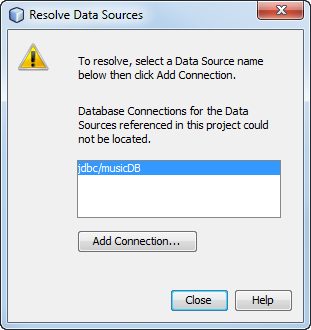 Resolve Data Sources
To resolve, select a Data Source name
below then click Add Connection.
Database Connections for the Data
Sources referenced in this project could
not be located.
jdbc/musicDB
Add Connection...
Close
Help